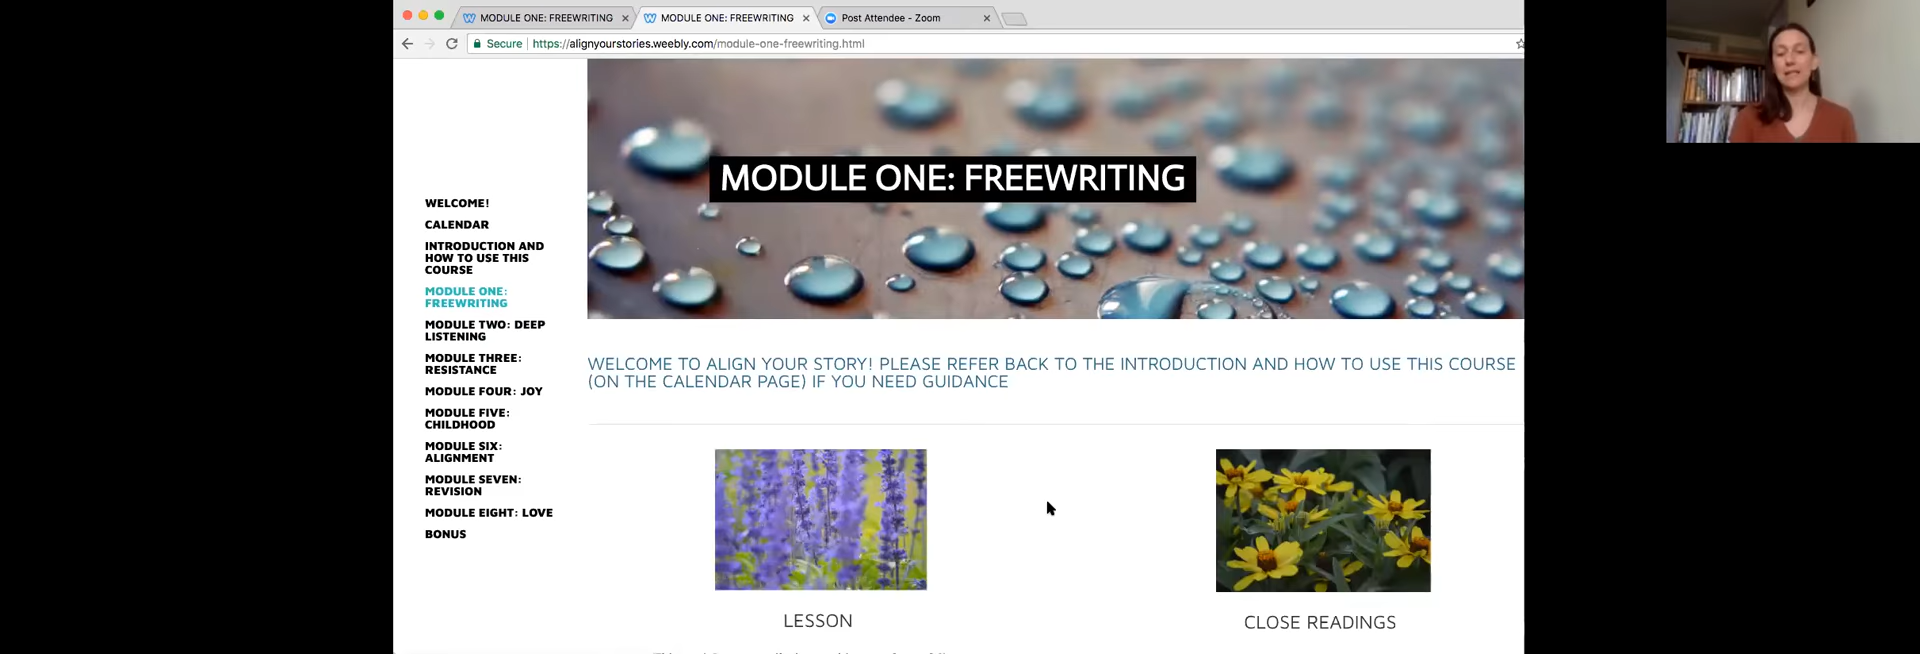 MODULE ONE: FREEWRITING
MODULE ONE: FREEWRITING
Post Attendee - Zoom
Secure
https://alignyourstories.weebly.com/module-one-freewriting.html
MODULE ONE: FREEWRITING
WELCOME!
CALENDAR
INTRODUCTION AND
HOW TO USE THIS
COURSE
MODULE ONE:
FREEWRITING
MODULE TWO: DEEP
LISTENING
MODULE THREE:
RESISTANCE
MODULE FOUR: JOY
MODULE FIVE:
CHILDHOOD
MODULE SIX:
ALIGNMENT
MODULE SEVEN:
REVISION
MODULE EIGHT: LOVE
BONUS
WELCOME TO ALIGN YOUR STORY! PLEASE REFER BACK TO THE INTRODUCTION AND HOW TO USE THIS COURSE
(ON THE CALENDAR PAGE) IF YOU NEED GUIDANCE
LESSON
CLOSE READINGS